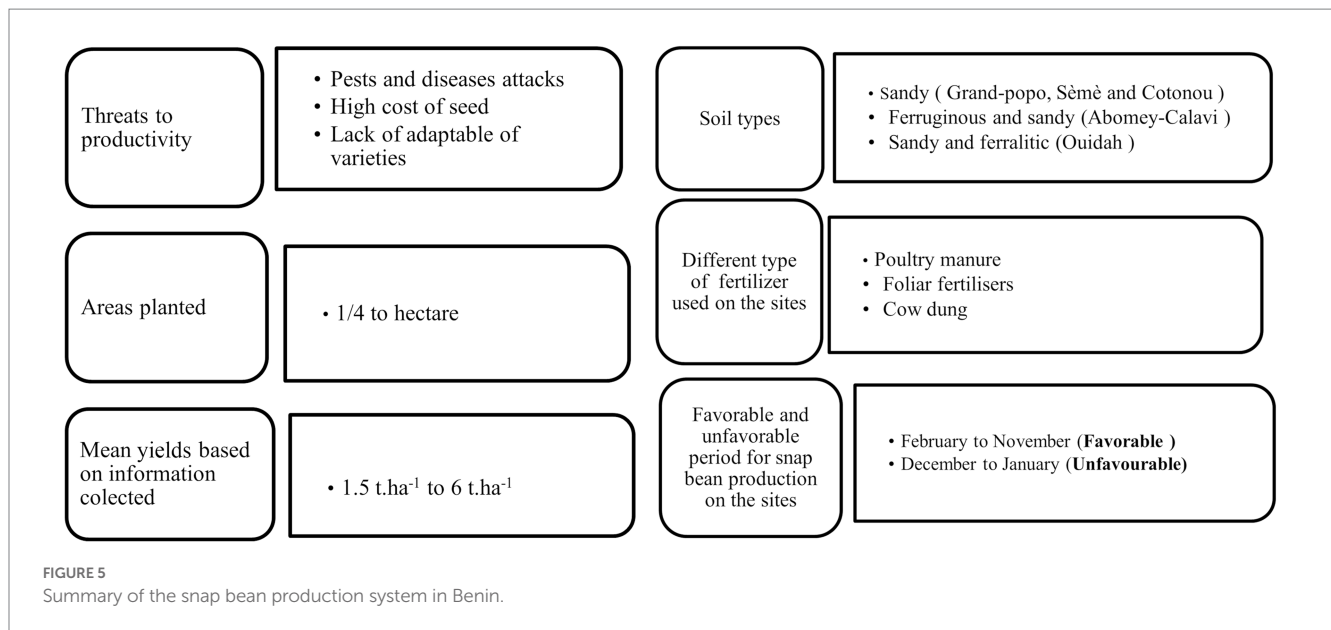 Threats to
productivity
• Pests and diseases attacks
• High cost of seed
• Lack of adaptable of
varieties
Areas planted
• 1/4 to hectare
Mean yields based
on information
colected
• 1.5 t.ha⁻¹ to 6 t.ha⁻¹
Soil types
• Sandy ( Grand-popo, Sèmè and Cotonou )
• Ferruginous and sandy (Abomey-Calavi )
• Sandy and ferralitic (Ouidah )
Different type
of fertilizer
used on the sites
• Poultry manure
• Foliar fertilisers
• Cow dung
Favorable and
unfavorable
period for snap
bean production
on the sites
• February to November (Favorable )
• December to January (Unfavourable)
FIGURE 5
Summary of the snap bean production system in Benin.